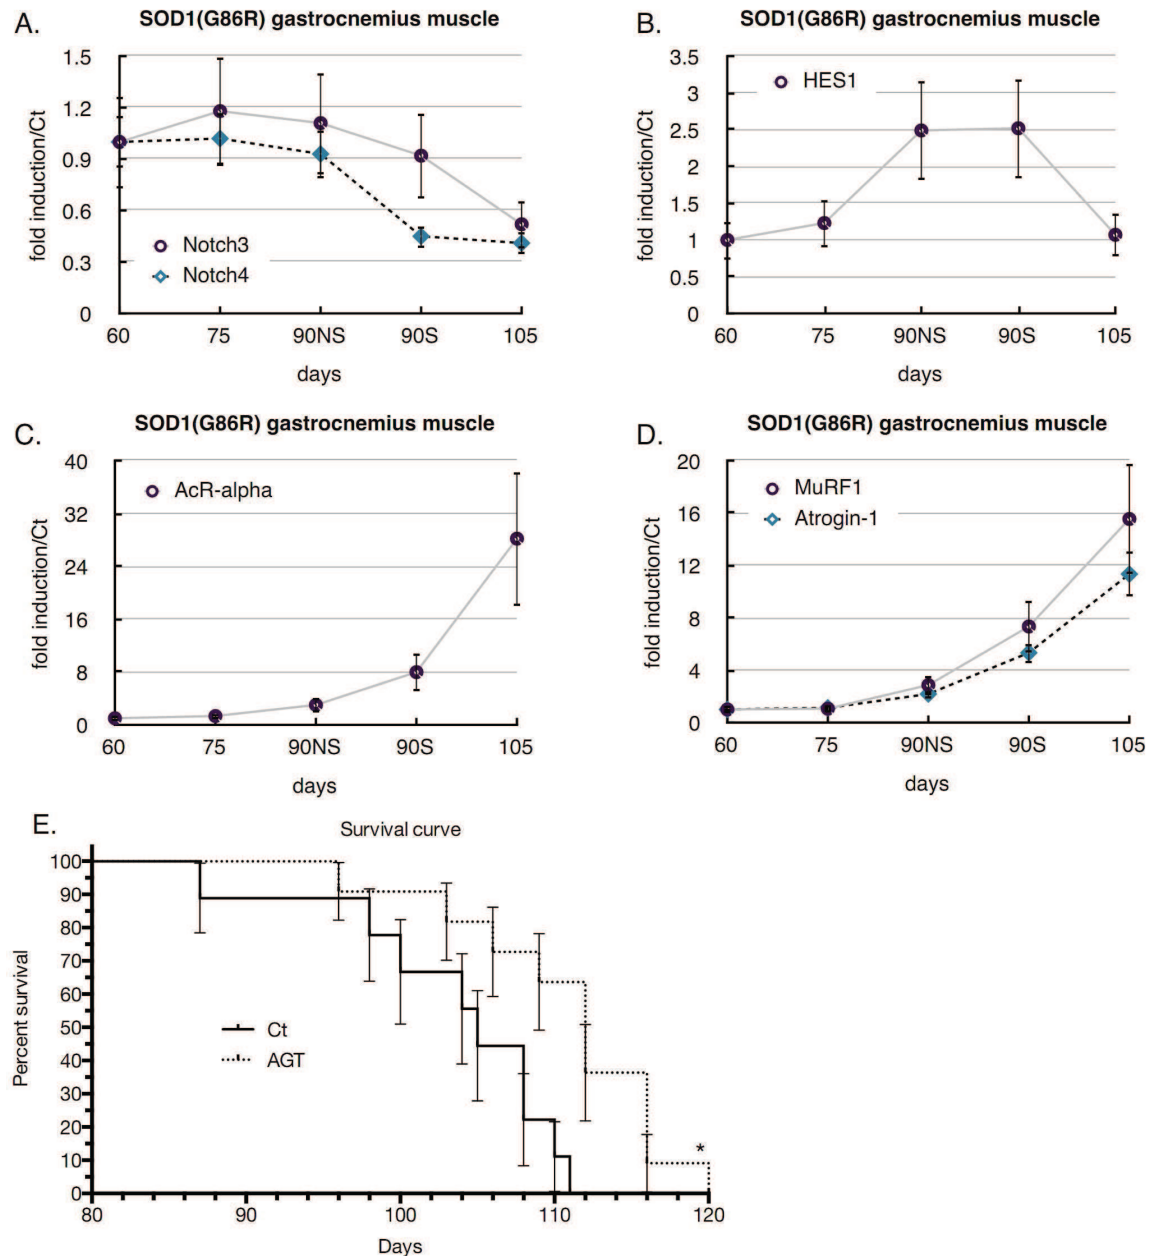 A.
SOD1(G86R) gastrocnemius muscle
fold induction/Ct
1.5
1.2
0.9
0.6
0.3
0
Notch3
Notch4
60 75 90NS 90S 105
days
B.
SOD1(G86R) gastrocnemius muscle
fold induction/Ct
3.5
3
2.5
2
1.5
1
0.5
0
HES1
60 75 90NS 90S 105
days
C.
SOD1(G86R) gastrocnemius muscle
fold induction/Ct
40
32
24
16
8
0
AcR-alpha
60 75 90NS 90S 105
days
D.
SOD1(G86R) gastrocnemius muscle
fold induction/Ct
20
16
12
8
4
0
MuRF1
Atrogin-1
60 75 90NS 90S 105
days
E.
Survival curve
Percent survival
100
90
80
70
60
50
40
30
20
10
0
Ct
AGT
*
80 90 100 110 120
Days